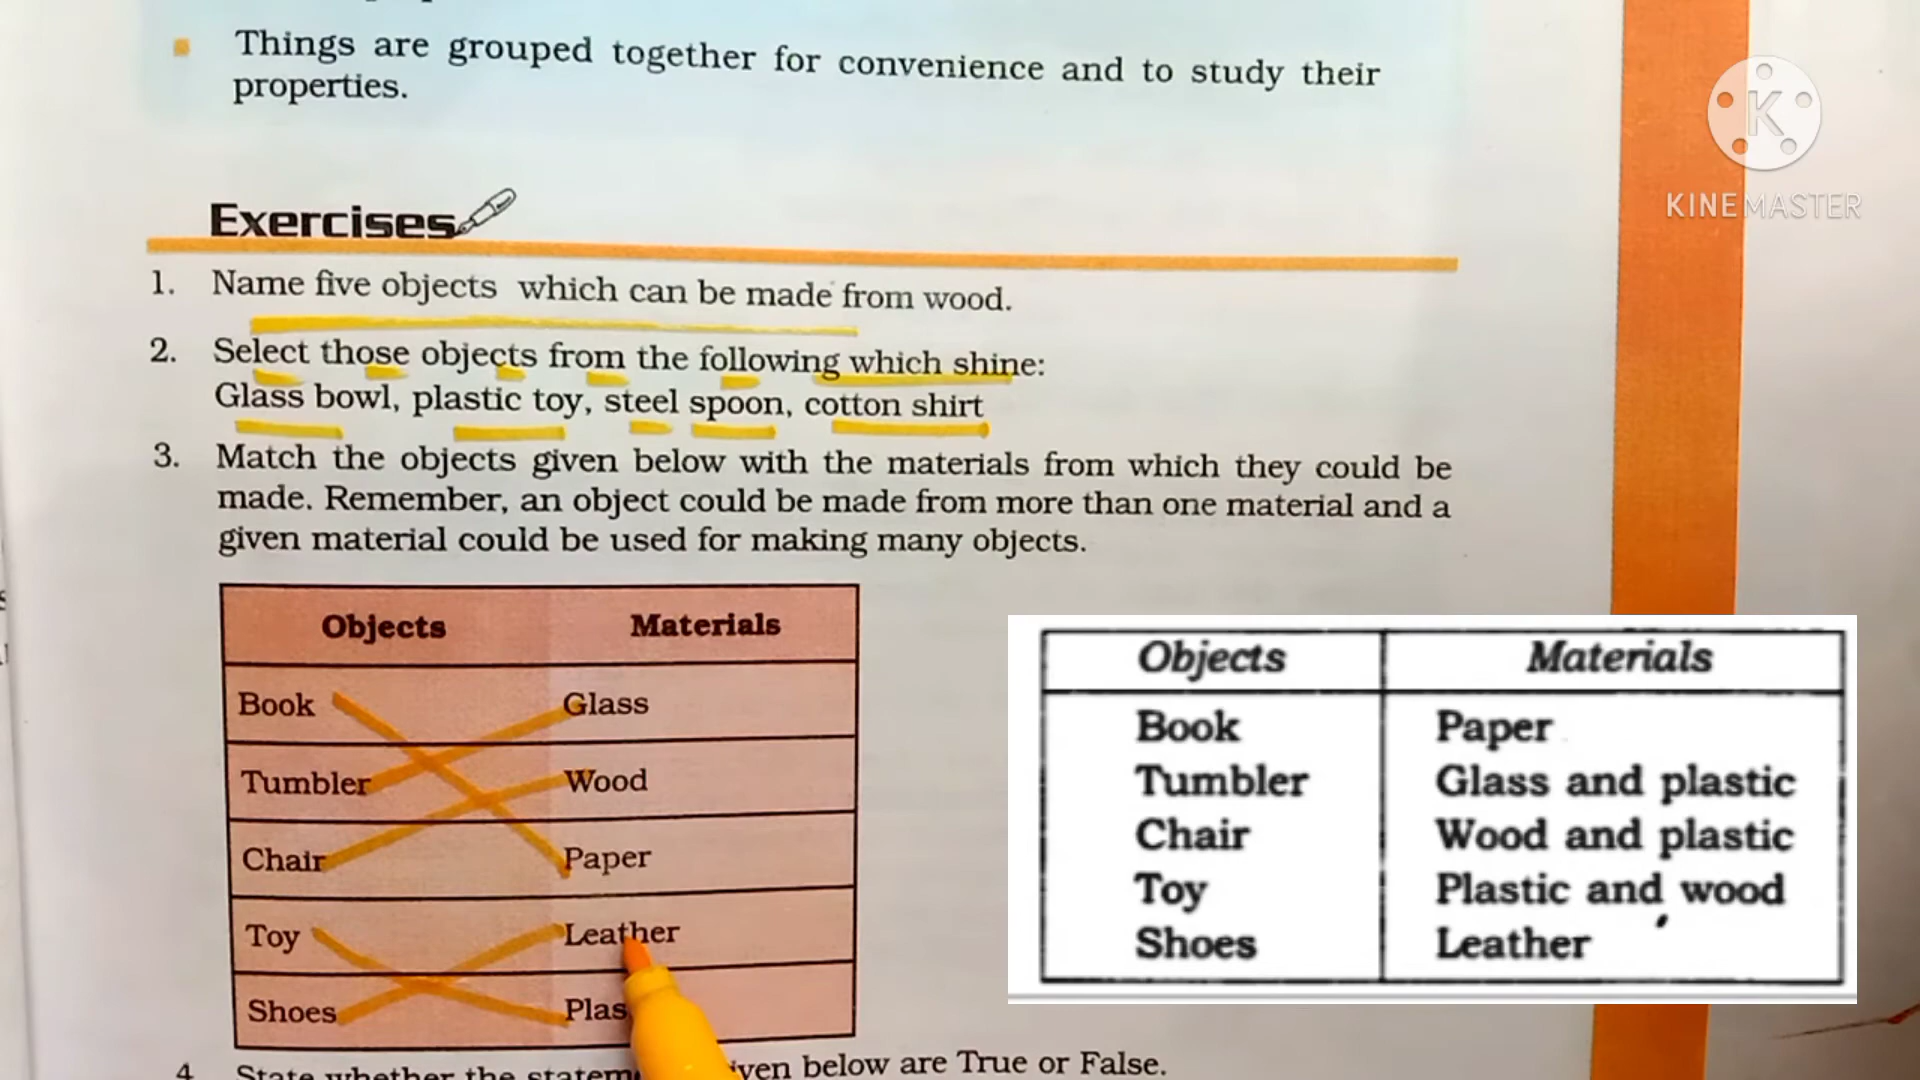 Things are grouped together for convenience and to study their
properties.
KINEMASTER
Exercises
1. Name five objects which can be made from wood.
2. Select those objects from the following which shine:
Glass bowl, plastic toy, steel spoon, cotton shirt
3. Match the objects given below with the materials from which they could be
made. Remember, an object could be made from more than one material and a
given material could be used for making many objects.
Objects Materials
Book Glass
Tumbler Wood
Chair Paper
Toy Leather
Shoes Plas
Objects Materials
Book Paper
Tumbler Glass and plastic
Chair Wood and plastic
Toy Plastic and wood
Shoes Leather
4. State whether the below are True or False.